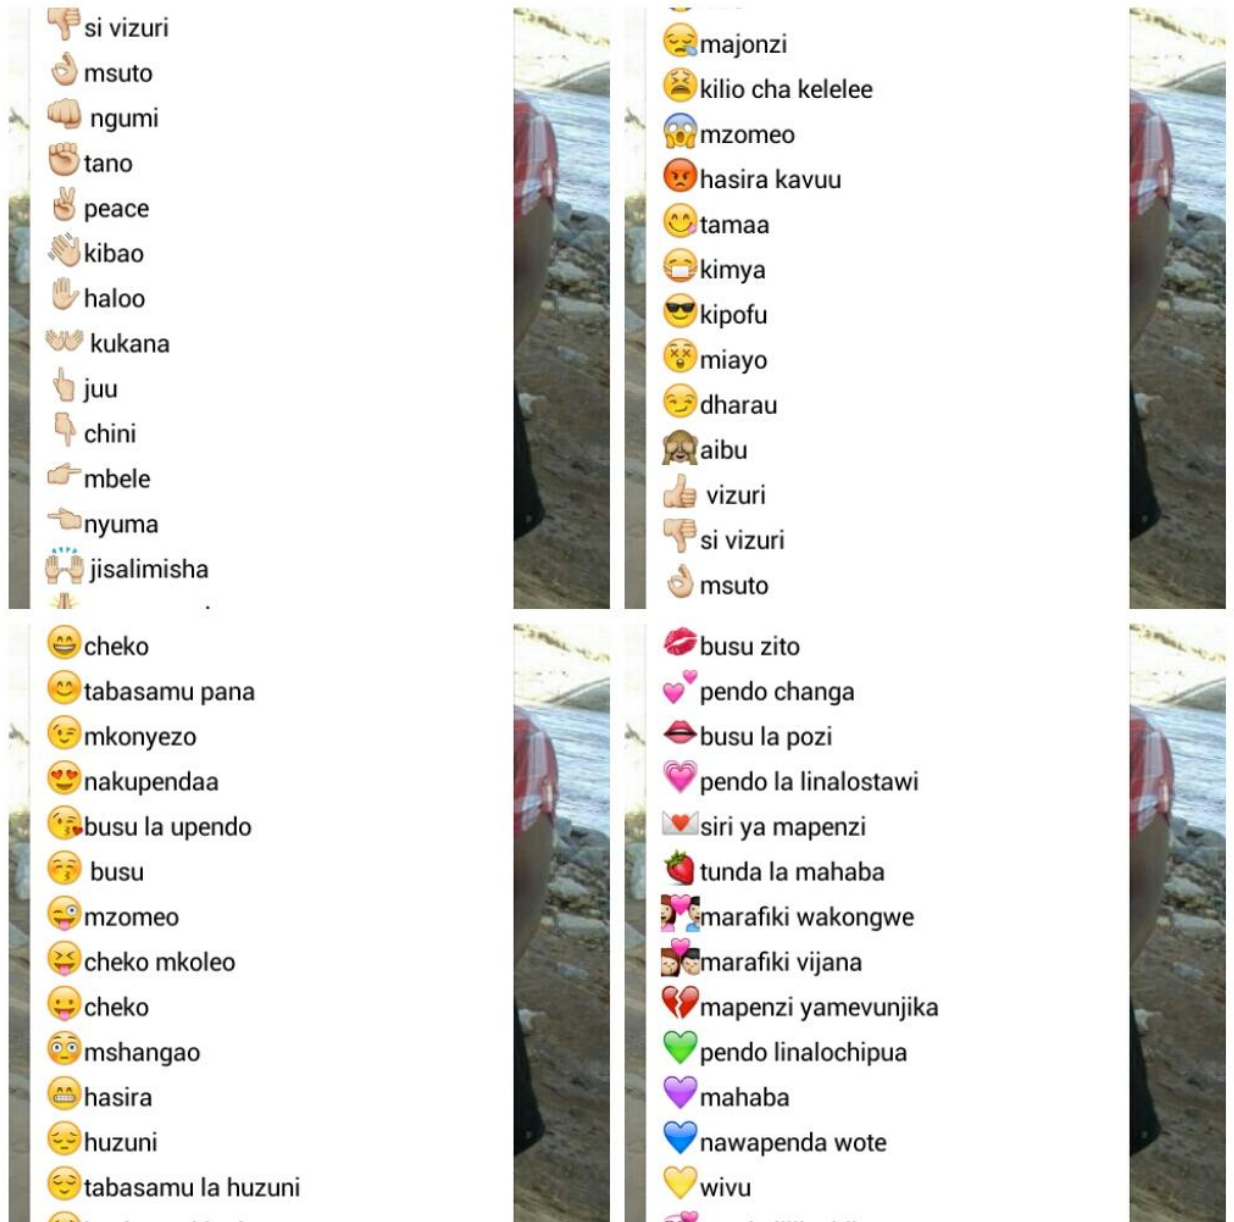 si vizuri
msuto
ngumi
tano
peace
kibao
haloo
kukana
juu
chini
mbele
nyuma
jisalimisha
majonzi
kilio cha kelelee
mzomeo
hasira kavuu
tamaa
kimya
kipofu
miayo
dharau
aibu
vizuri
si vizuri
msuto
cheko
tabasamu pana
mkonyezo
nakupendaa
busu la upendo
busu
mzomeo
cheko mkoleo
cheko
mshangao
hasira
huzuni
tabasamu la huzuni
busu zito
pendo changa
busu la pozi
pendo la linalostawi
siri ya mapenzi
tunda la mahaba
marafiki wakongwe
marafiki vijana
mapenzi yamevunjika
pendo linalochipua
mahaba
nawapenda wote
wivu